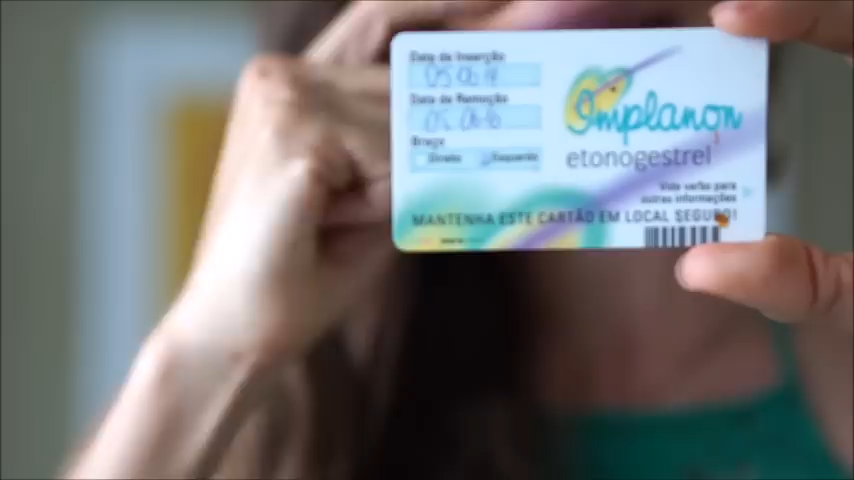 Data de Inserção
Data de Remoção
Braço
Direito Esquerdo
Implanon
etonogestrel
Vide verso para
outras informações
MANTENHA ESTE CARTÃO EM LOCAL SEGURO!